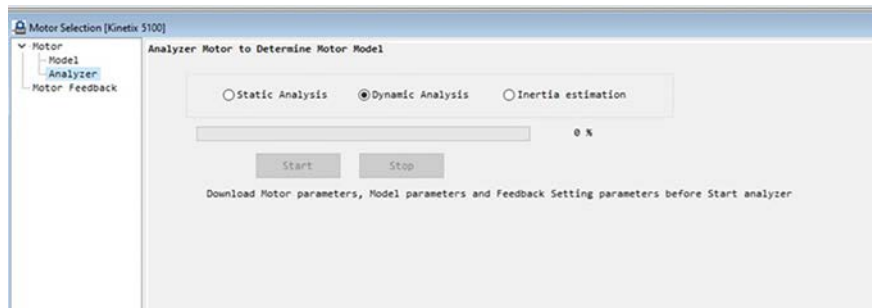 Motor Selection [Kinetix 5100]
Motor
Model
Analyzer
Motor Feedback
Analyzer Motor to Determine Motor Model
Static Analysis Dynamic Analysis Inertia estimation
0 %
Start Stop
Download Motor parameters, Model parameters and Feedback Setting parameters before Start analyzer